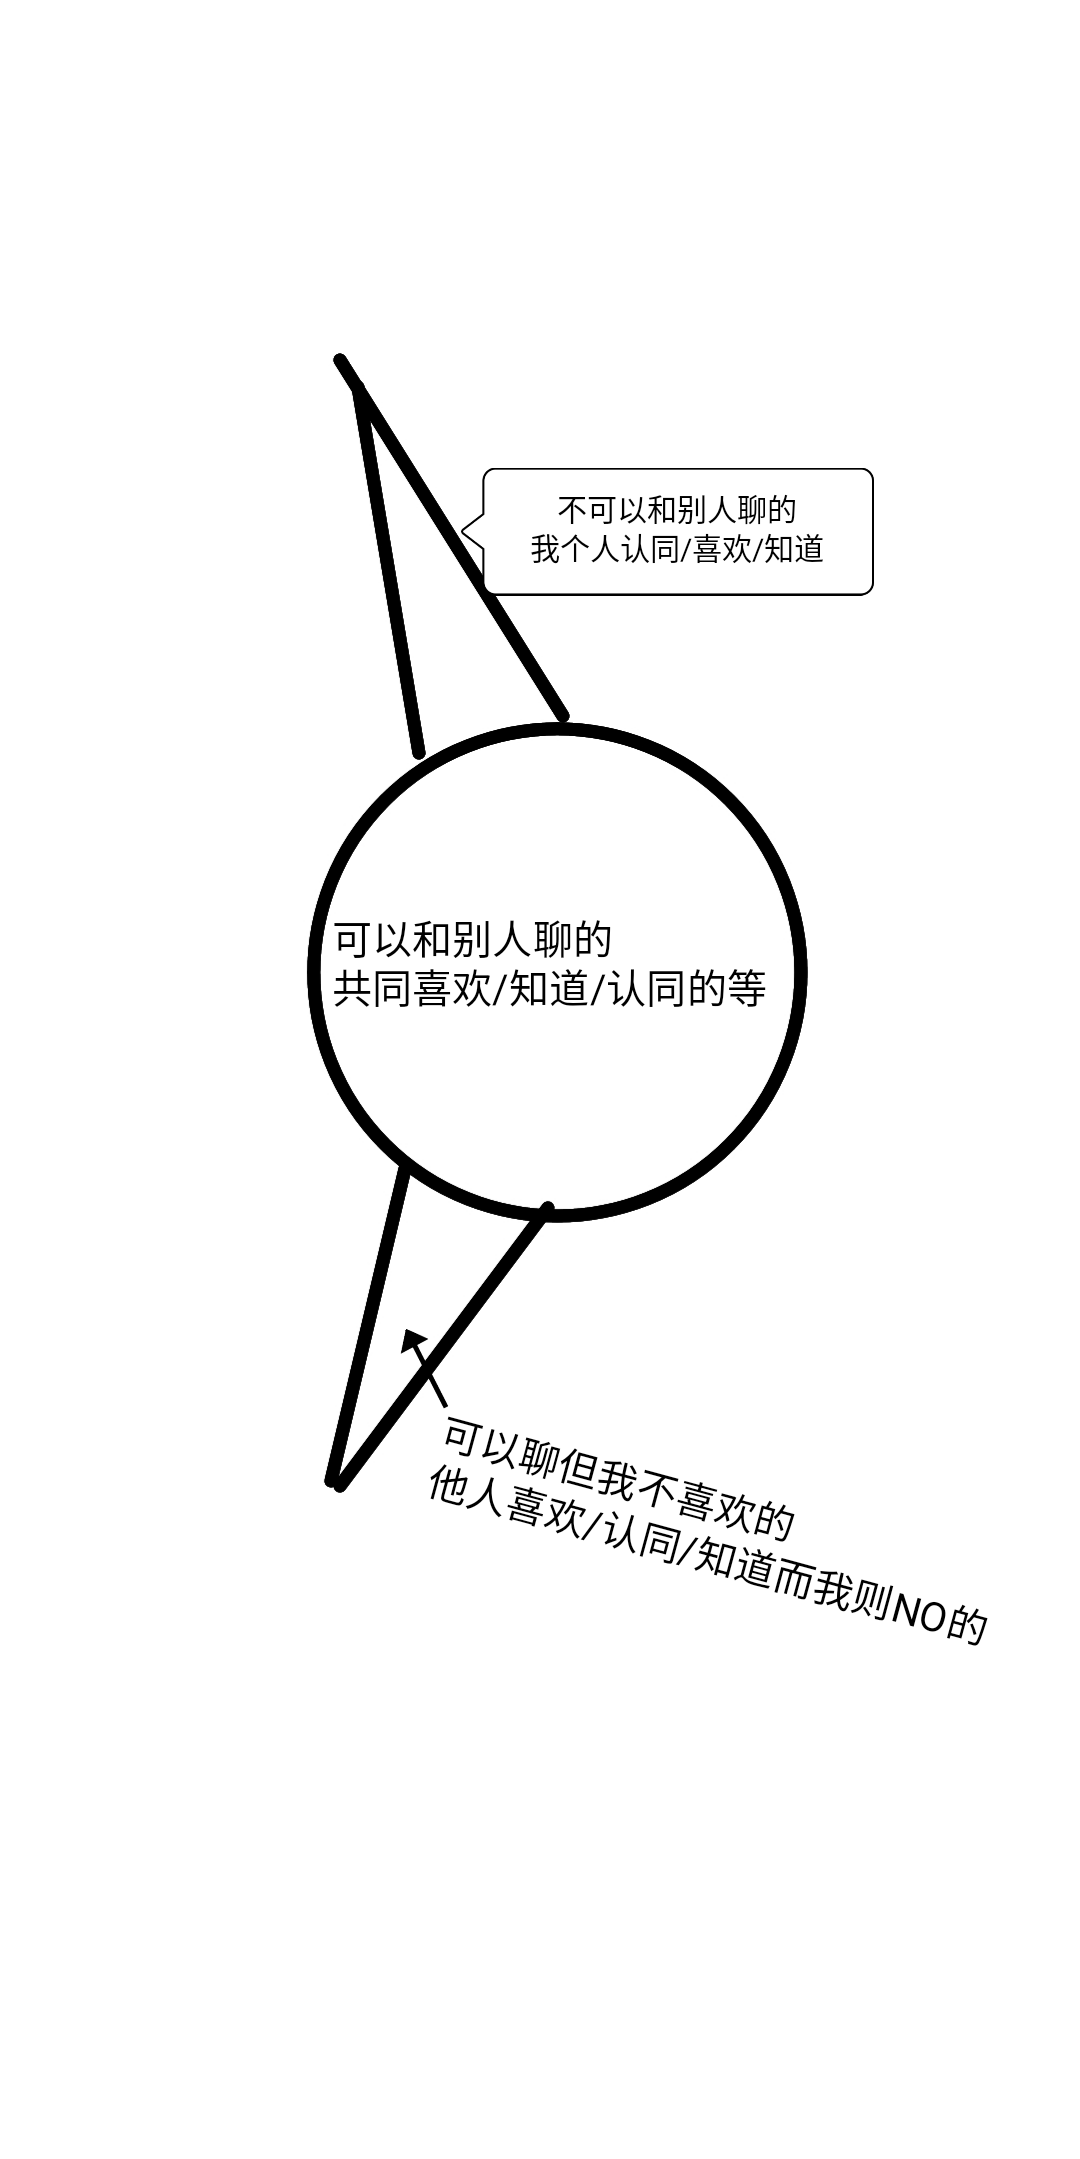 不可以和别人聊的
我个人认同/喜欢/知道
可以和别人聊的
共同喜欢/知道/认同的等
可以聊但我不喜欢的
他人喜欢/认同/知道而我则NO的